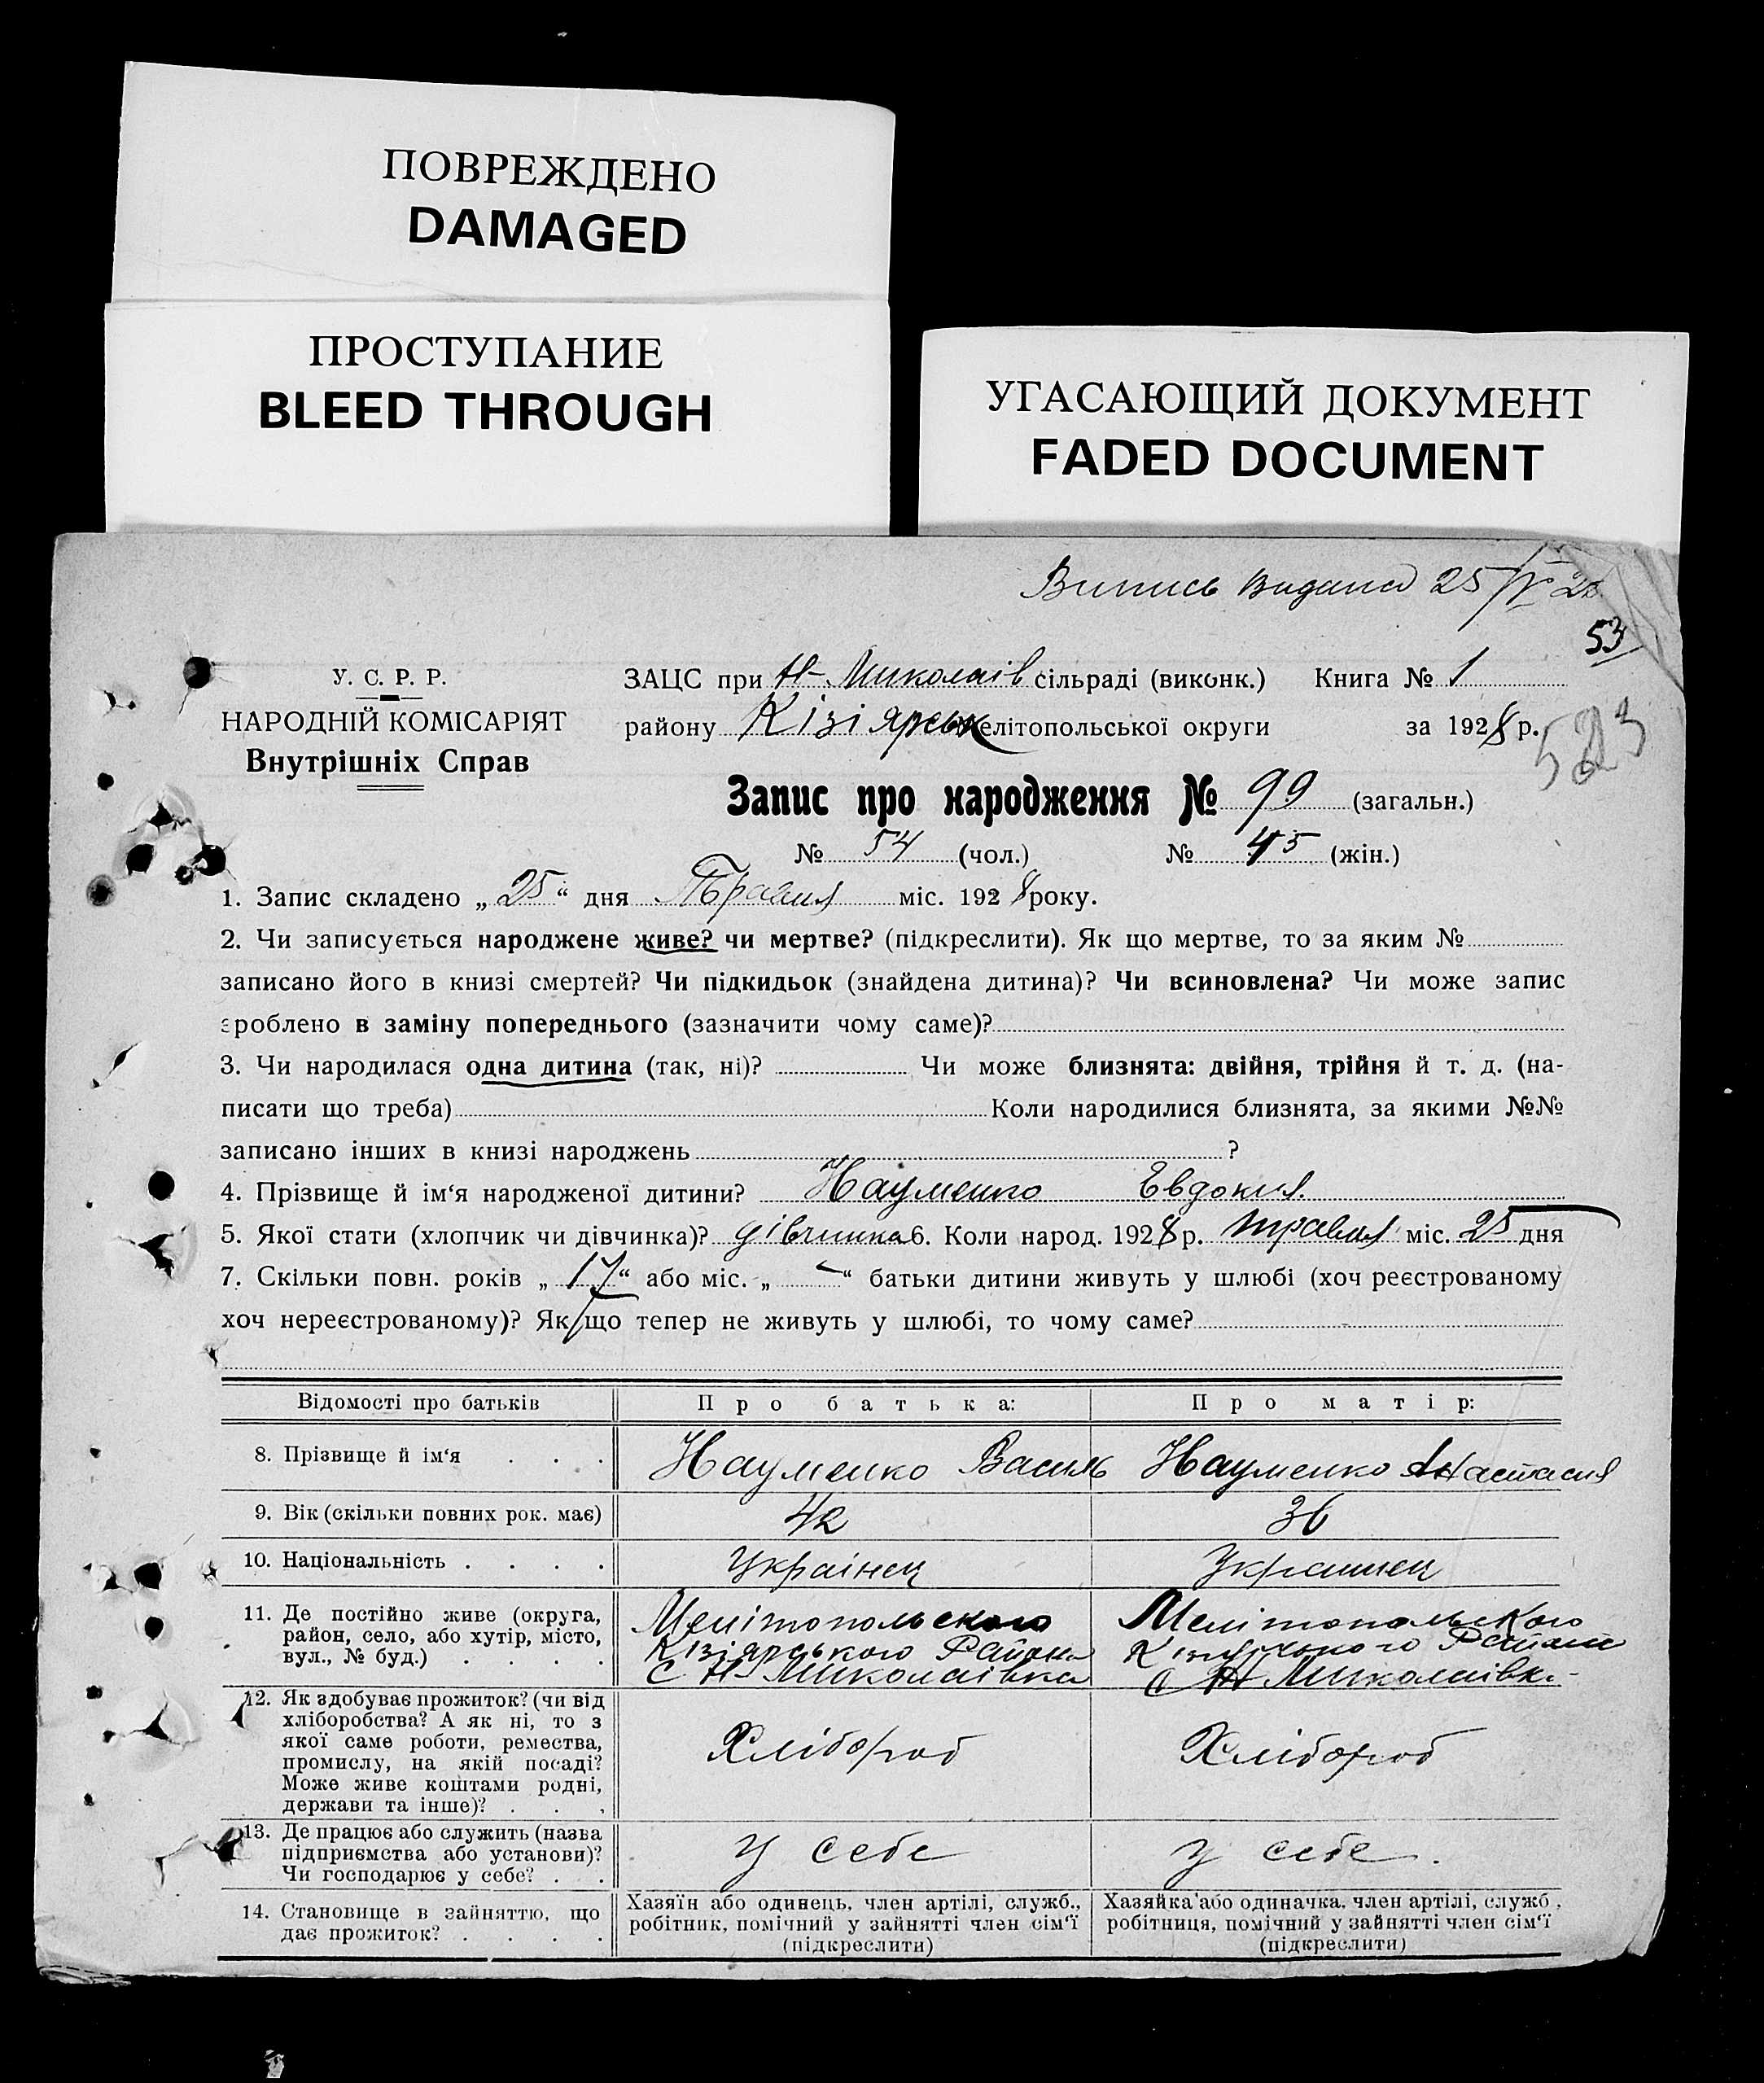 ПОВРЕЖДЕНО
DAMAGED
ПРОСТУПАНИЕ
BLEED THROUGH
УГАСАЮЩИЙ ДОКУМЕНТ
FADED DOCUMENT
Випись видана 25/IV 28
53
У. С. Р. Р.
НАРОДНІЙ КОМІСАРІЯТ
Внутрішніх Справ
ЗАЦС при Н-Миколаів сільраді (виконк.) Книга № 1
району Кізіярськ Мелітопольської округи за 1928 р.
523
Запис про народження № 99 (загальн.)
№ 54 (чол.) № 45 (жін.)
1. Запис складено „ 25 “ дня Травня міс. 1928 року.
2. Чи записується народжене живе? чи мертве? (підкреслити). Як що мертве, то за яким №
записано його в книзі смертей? Чи підкидьок (знайдена дитина)? Чи всиновлена? Чи може запис
зроблено в заміну попереднього (зазначити чому саме)?
3. Чи народилася одна дитина (так, ні)? Чи може близнята: двійня, трійня й т. д. (на-
писати що треба) Коли народилися близнята, за якими №№
записано інших в книзі народжень ?
4. Прізвище й ім'я народженої дитини? Науменко Евдокия.
5. Якої стати (хлопчик чи дівчинка)? дівчинка 6. Коли народ. 1928 р. травня міс. 25 дня
7. Скільки повн. років „ 17 “ або міс. „ - “ батьки дитини живуть у шлюбі (хоч реєстрованому
хоч нереєстрованому)? Як що тепер не живуть у шлюбі, то чому саме?
Відомості про батьків Про батька: Про матір:
8. Прізвище й ім'я . . . Науменко Василь Науменко Анастасия
9. Вік (скільки повних рок. має) 42 36
10. Національність . . . . Украінец Украинец
11. Де постійно живе (округа,
район, село, або хутір, місто,
вул., № буд.) . . . .
Мелітопольского
Кізіярського Району
С Н-Миколаівка
Мелітопольского
Кізіярського Району
С Н Миколаівк.
12. Як здобуває прожиток? (чи від
хліборобства? А як ні, то з
якої саме роботи, ремества,
промислу, на якій посаді?
Може живе коштами родні,
держави та інше)? . . .
Хлібороб
Хлібороб
13. Де працює або служить (назва
підприємства або установи)?
Чи господарює у себе? . .
У себе
У себе.
14. Становище в зайняттю, що
дає прожиток? . . . .
Хазяїн або одинець, член артілі, служб.,
робітник, помічний у зайнятті член сім'ї
(підкреслити)
Хазяйка або одиначка, член артілі, служб.,
робітниця, помічний у зайнятті член сім'ї
(підкреслити)